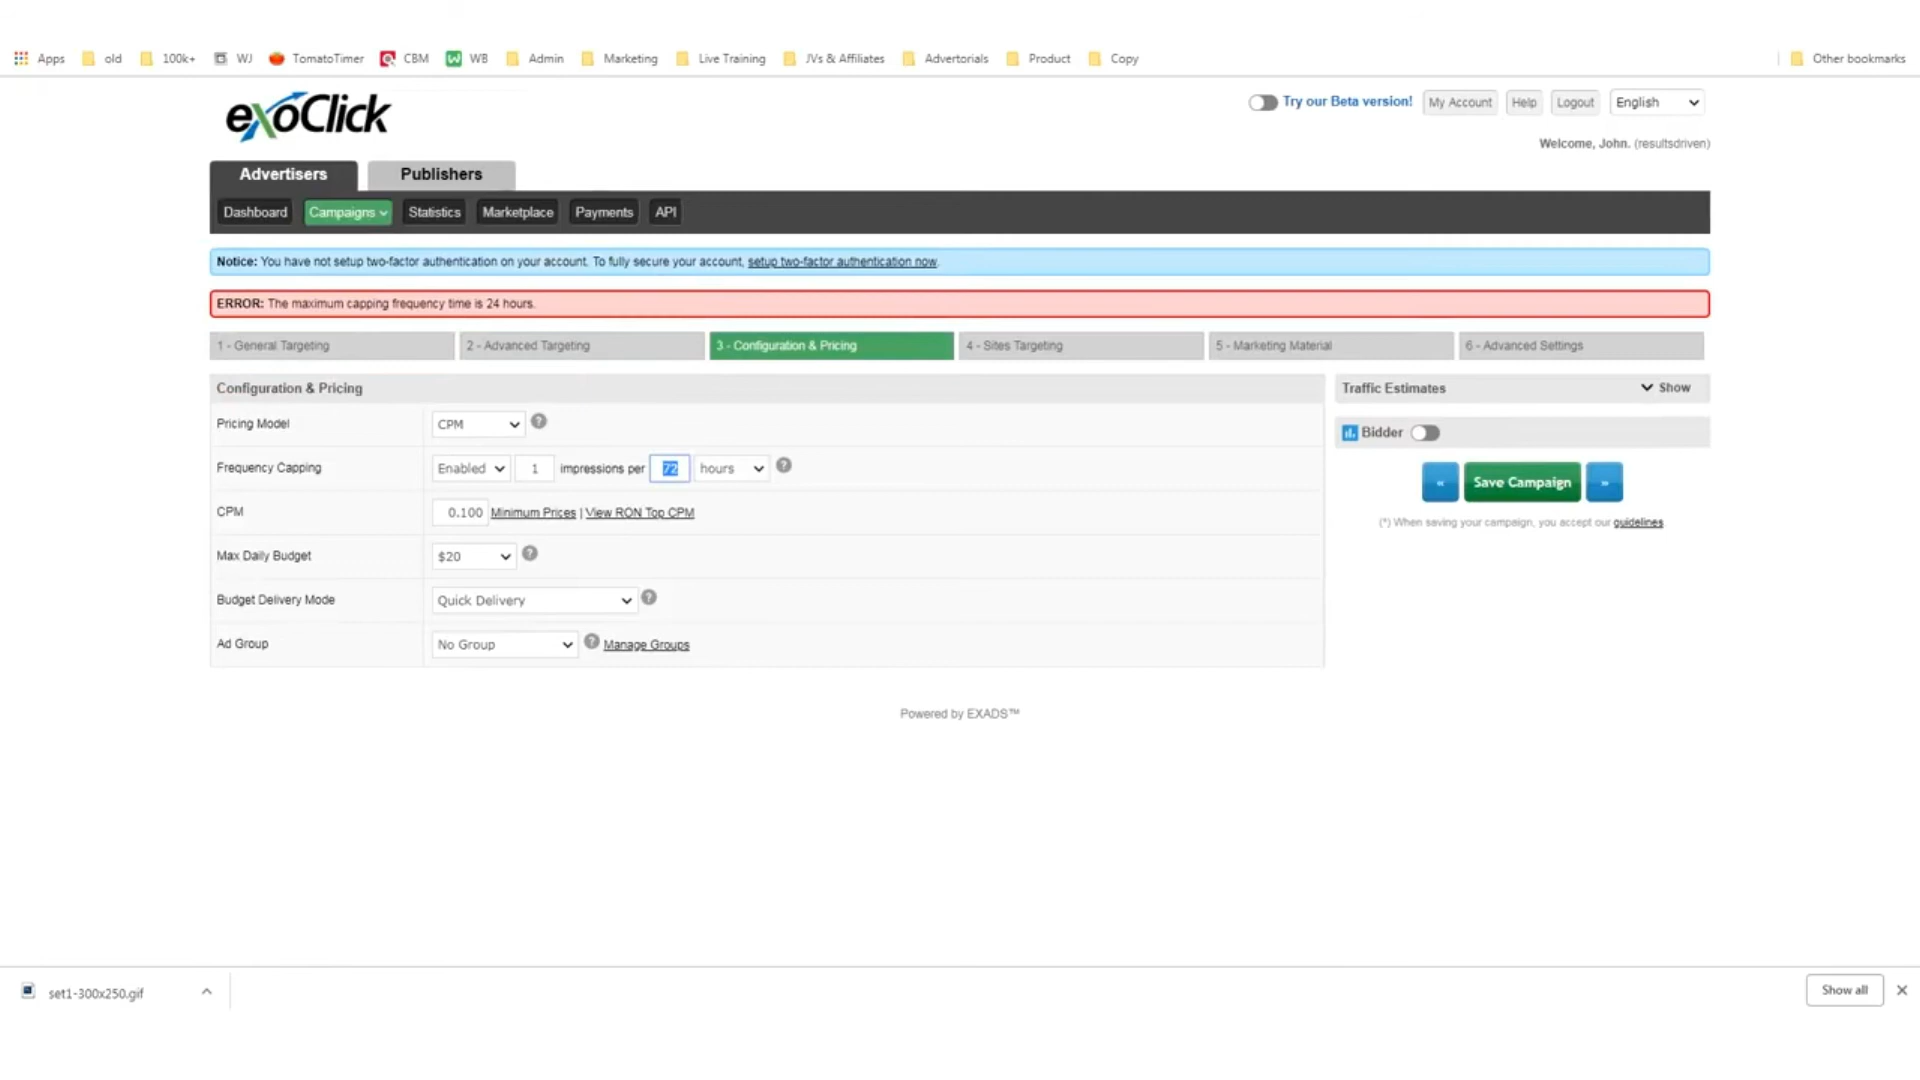 Apps old 100k+ WJ TomatoTimer CBM WB Admin Marketing Live Training JVs & Affiliates Advertorials Product Copy Other bookmarks
exoClick
Try our Beta version! My Account Help Logout English
Welcome, John. (resultsdriven)
Advertisers Publishers
Dashboard Campaigns Statistics Marketplace Payments API
Notice: You have not setup two-factor authentication on your account. To fully secure your account, setup two-factor authentication now.
ERROR: The maximum capping frequency time is 24 hours.
1 - General Targeting 2 - Advanced Targeting 3 - Configuration & Pricing 4 - Sites Targeting 5 - Marketing Material 6 - Advanced Settings
Configuration & Pricing Traffic Estimates Show
Pricing Model CPM ? Bidder
Frequency Capping Enabled 1 impressions per 72 hours ? « Save Campaign »
CPM 0.100 Minimum Prices | View RON Top CPM (*) When saving your campaign, you accept our guidelines
Max Daily Budget $20 ?
Budget Delivery Mode Quick Delivery ?
Ad Group No Group ? Manage Groups
Powered by EXADS™
set1-300x250.gif Show all